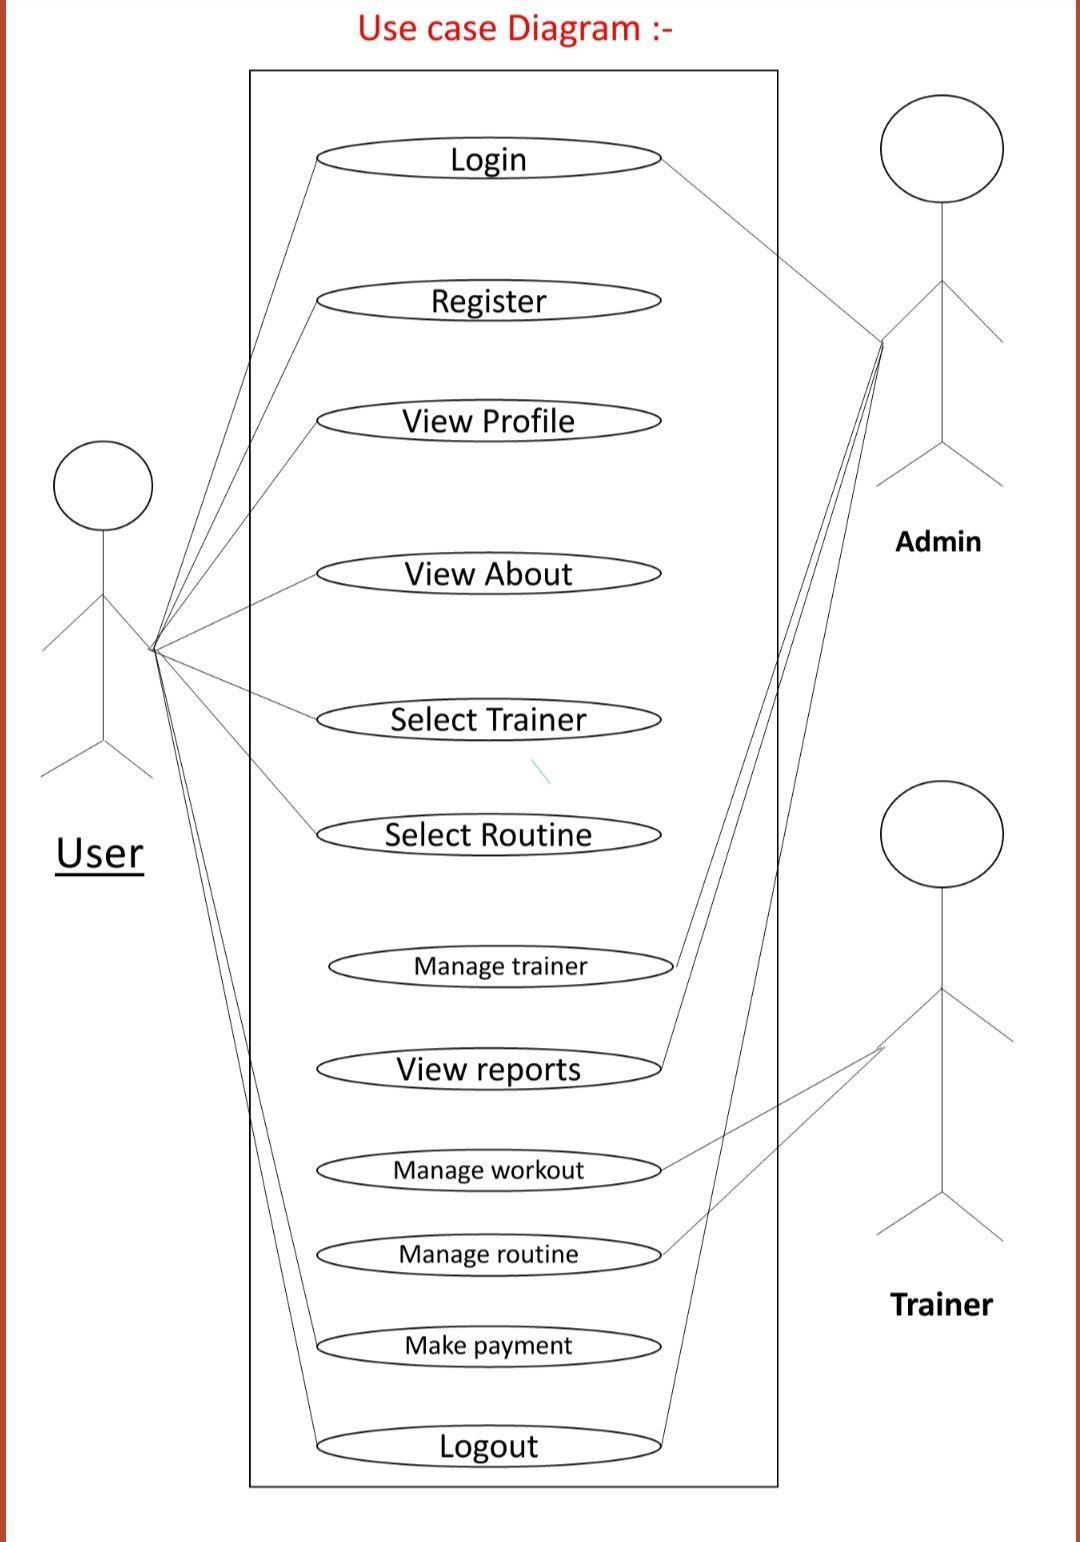 Use case Diagram :-
Login
Register
View Profile
View About
Admin
Select Trainer
Select Routine
User
Manage trainer
View reports
Manage workout
Manage routine
Trainer
Make payment
Logout